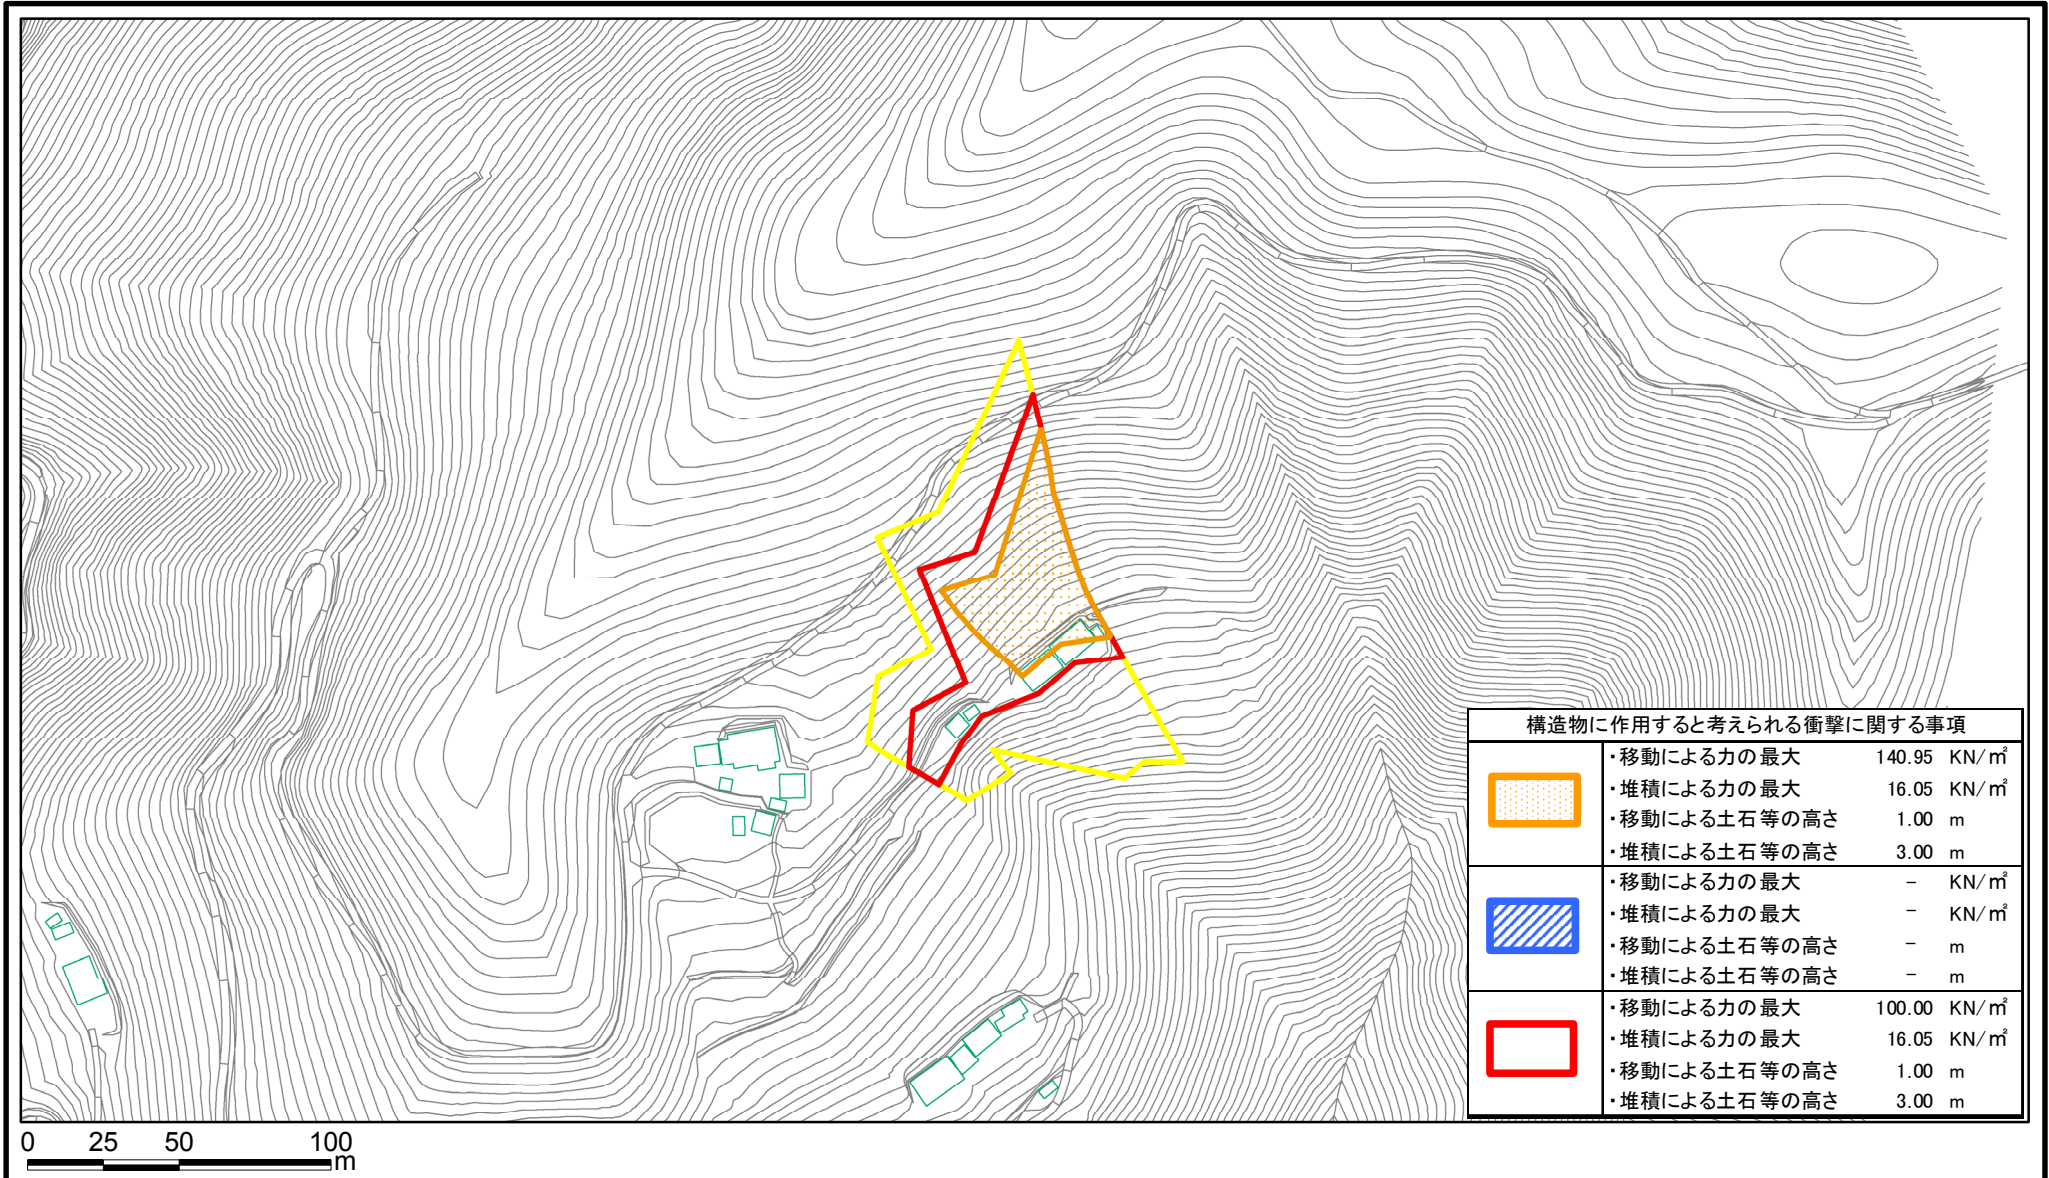 構造物に作用すると考えられる衝撃に関する事項
・移動による力の最大 140.95 KN/㎡
・堆積による力の最大 16.05 KN/㎡
・移動による土石等の高さ 1.00 m
・堆積による土石等の高さ 3.00 m
・移動による力の最大 － KN/㎡
・堆積による力の最大 － KN/㎡
・移動による土石等の高さ － m
・堆積による土石等の高さ － m
・移動による力の最大 100.00 KN/㎡
・堆積による力の最大 16.05 KN/㎡
・移動による土石等の高さ 1.00 m
・堆積による土石等の高さ 3.00 m
0 25 50 100
m